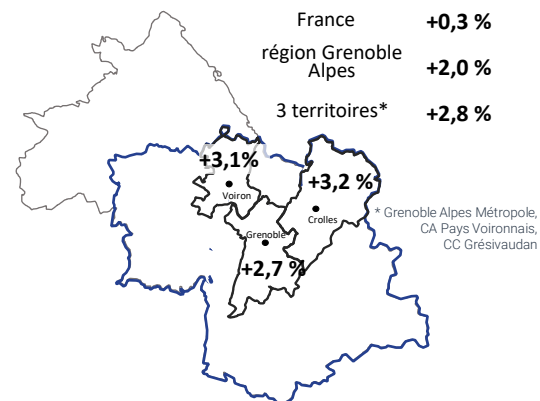 France +0,3 %
région Grenoble
Alpes +2,0 %
3 territoires* +2,8 %
+3,1%
Voiron
+3,2 %
Crolles
* Grenoble Alpes Métropole,
CA Pays Voironnais,
CC Grésivaudan
Grenoble
+2,7 %